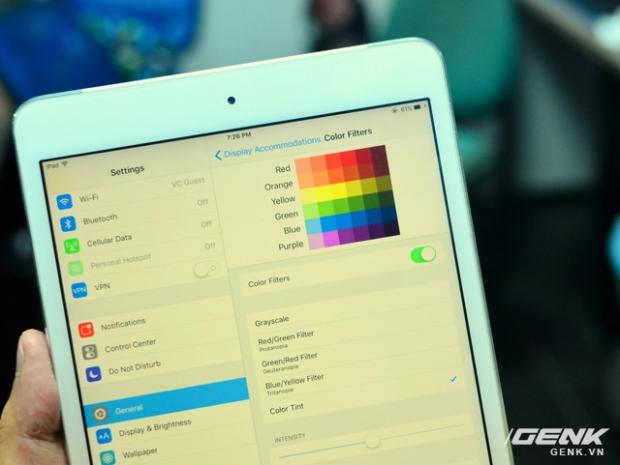 iPad
7:26 PM
61%
Settings
Display Accommodations
Color Filters
Wi-Fi
VC Guest
Bluetooth
Off
Cellular Data
Off
Personal Hotspot
Off
VPN
VPN
Notifications
Control Center
Do Not Disturb
General
AA
Display & Brightness
Wallpaper
Red
Orange
Yellow
Green
Blue
Purple
Color Filters
Grayscale
Red/Green Filter
Protanopia
Green/Red Filter
Deuteranopia
Blue/Yellow Filter
Tritanopia
Color Tint
INTENSITY
GENK
GENK.VN